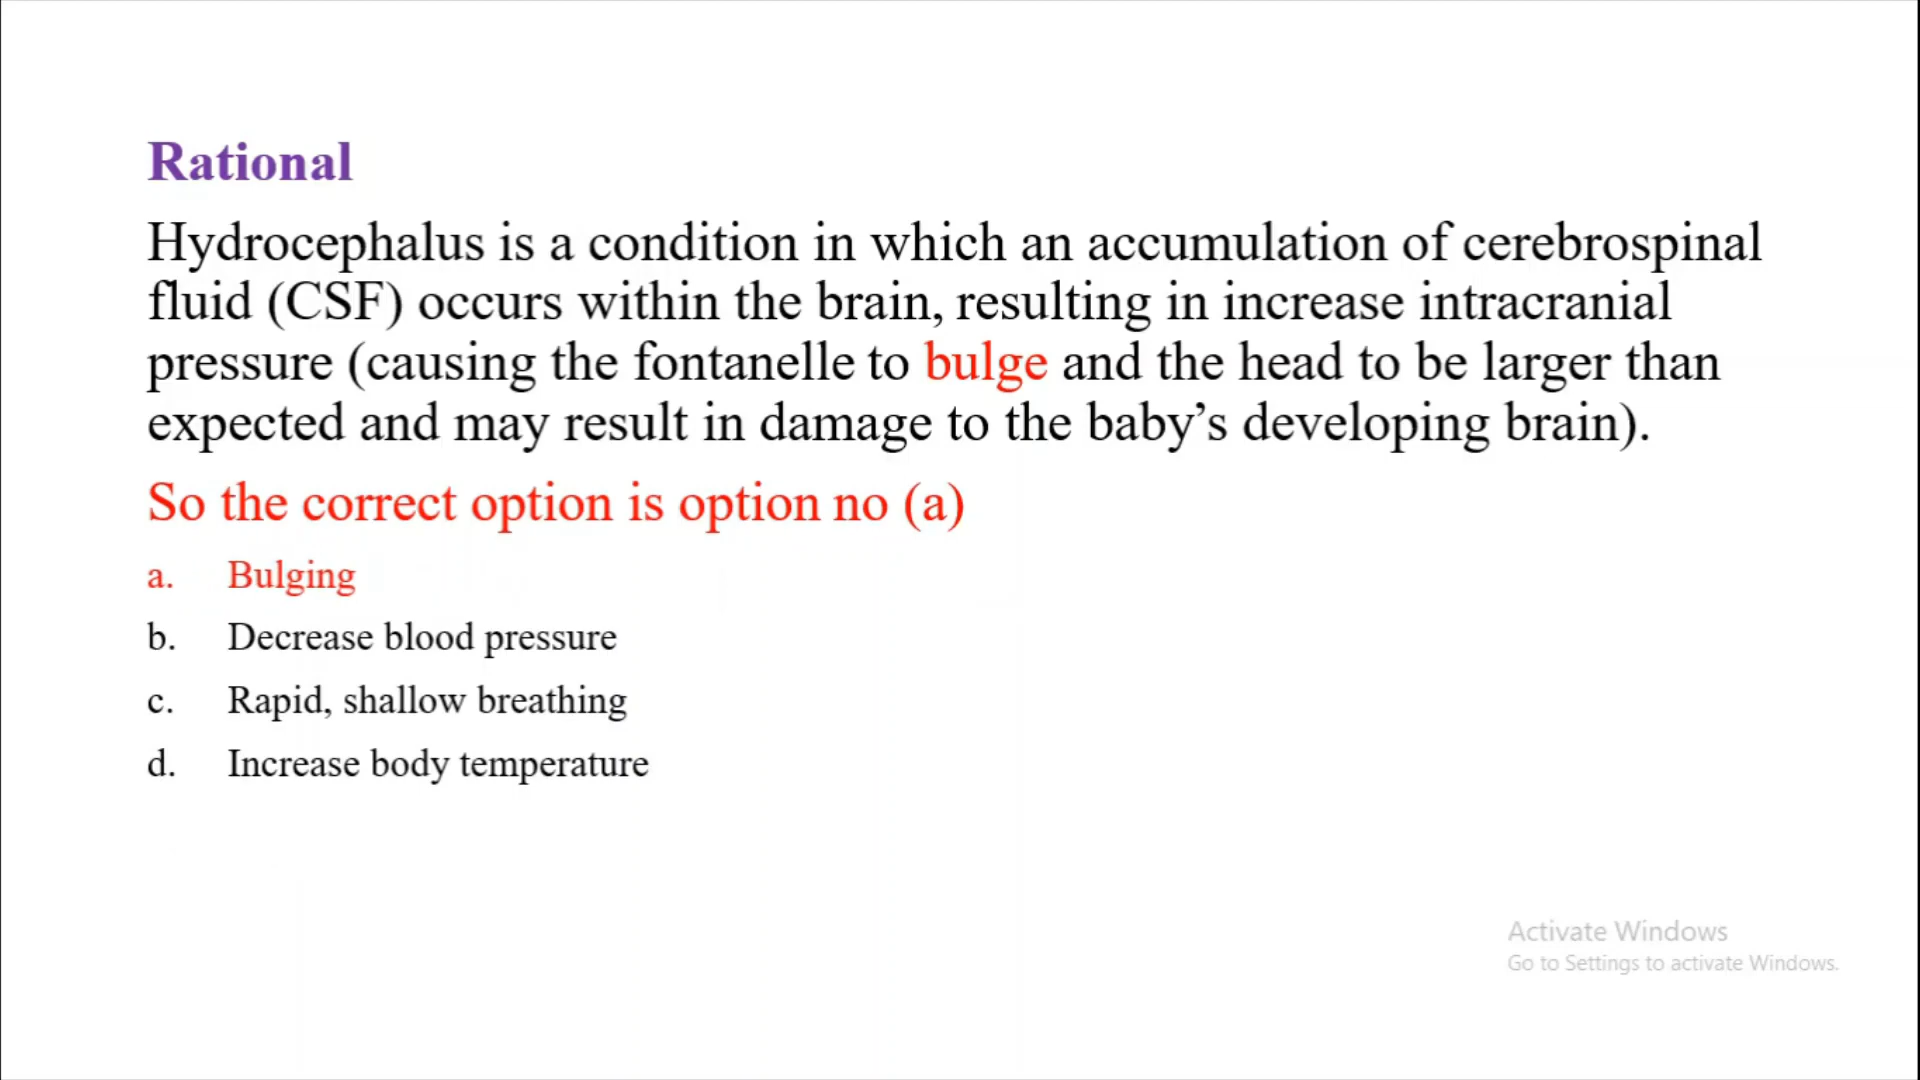 Rational
Hydrocephalus is a condition in which an accumulation of cerebrospinal
fluid (CSF) occurs within the brain, resulting in increase intracranial
pressure (causing the fontanelle to bulge and the head to be larger than
expected and may result in damage to the baby’s developing brain).
So the correct option is option no (a)
a. Bulging
b. Decrease blood pressure
c. Rapid, shallow breathing
d. Increase body temperature
Activate Windows
Go to Settings to activate Windows.